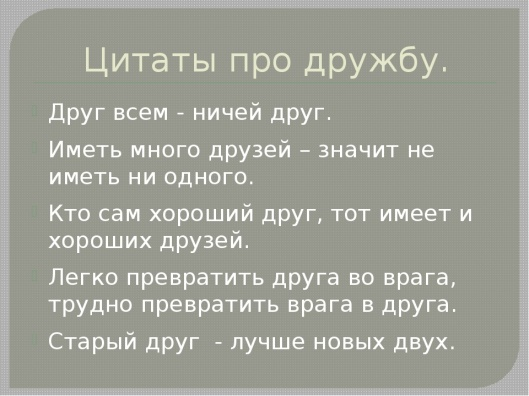 Цитаты про дружбу.
Друг всем - ничей друг.
Иметь много друзей – значит не
иметь ни одного.
Кто сам хороший друг, тот имеет и
хороших друзей.
Легко превратить друга во врага,
трудно превратить врага в друга.
Старый друг  - лучше новых двух.